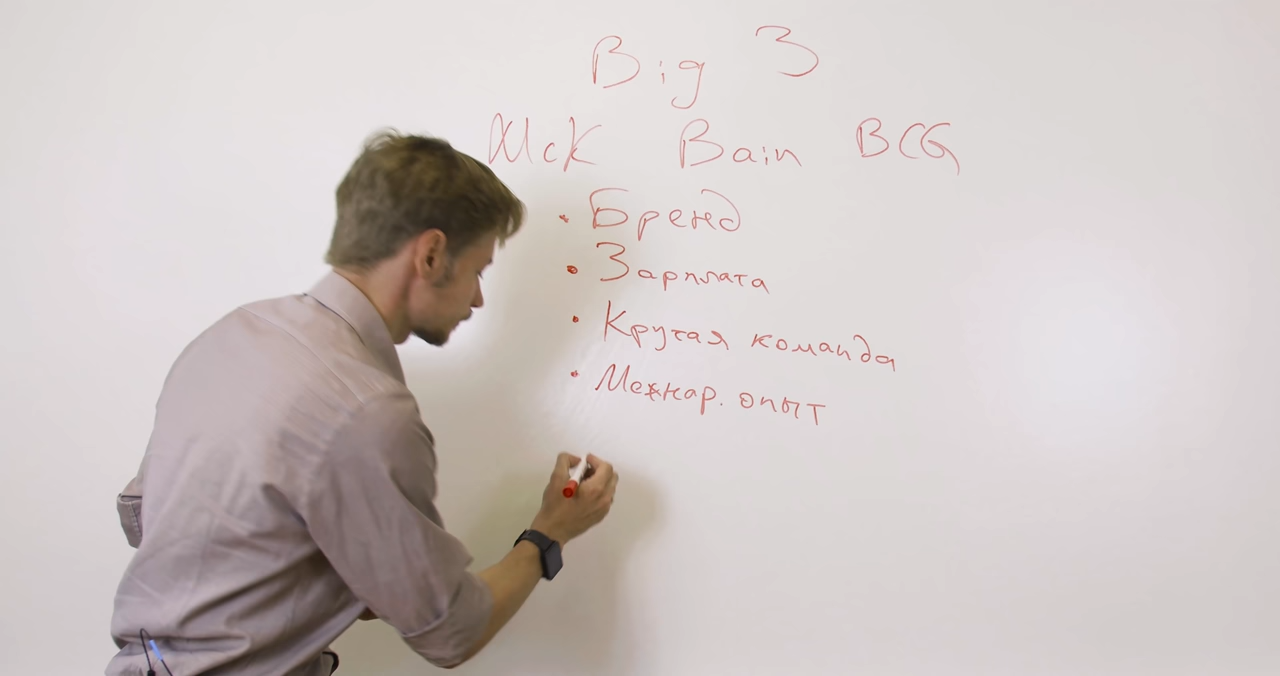 Big 3
McK Bain BCG
• Бренд
• Зарплата
• Крутая команда
• Межнар. опыт